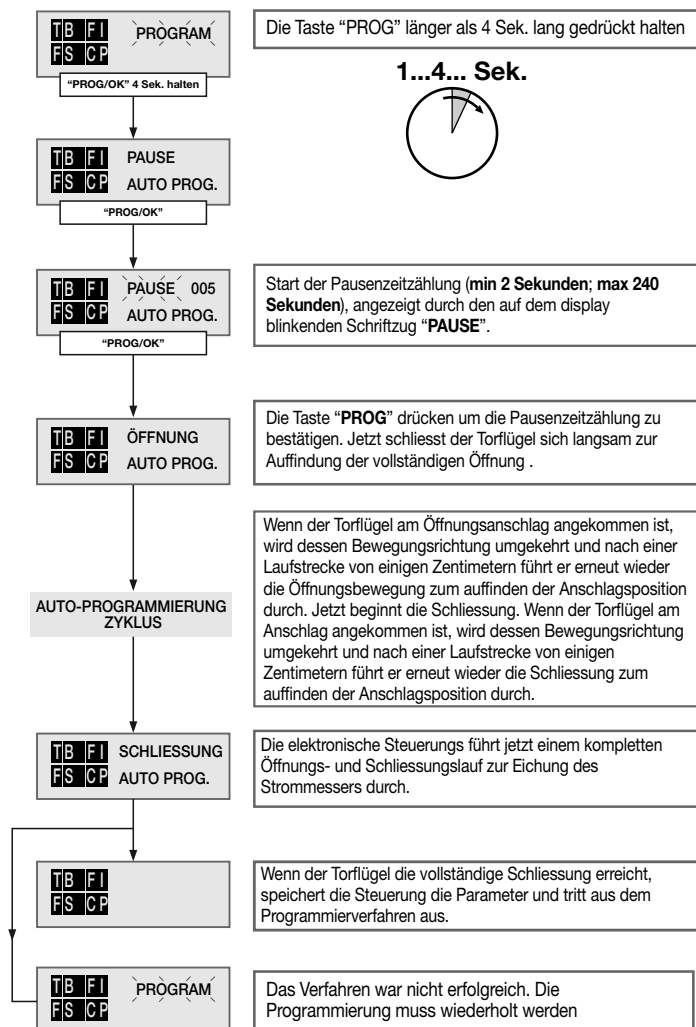 TB FI PROGRAM
FS CP
"PROG/OK" 4 Sek. halten
Die Taste “PROG” länger als 4 Sek. lang gedrückt halten
1...4... Sek.
TB FI PAUSE
FS CP AUTO PROG.
"PROG/OK"
TB FI PAUSE 005
FS CP AUTO PROG.
"PROG/OK"
Start der Pausenzeitzählung (min 2 Sekunden; max 240
Sekunden), angezeigt durch den auf dem display
blinkenden Schriftzug “PAUSE”.
TB FI ÖFFNUNG
FS CP AUTO PROG.
Die Taste “PROG” drücken um die Pausenzeitzählung zu
bestätigen. Jetzt schliesst der Torflügel sich langsam zur
Auffindung der vollständigen Öffnung .
AUTO-PROGRAMMIERUNG
ZYKLUS
Wenn der Torflügel am Öffnungsanschlag angekommen ist,
wird dessen Bewegungsrichtung umgekehrt und nach einer
Laufstrecke von einigen Zentimetern führt er erneut wieder
die Öffnungsbewegung zum auffinden der Anschlagsposition
durch. Jetzt beginnt die Schliessung. Wenn der Torflügel am
Anschlag angekommen ist, wird dessen Bewegungsrichtung
umgekehrt und nach einer Laufstrecke von einigen
Zentimetern führt er erneut wieder die Schliessung zum
auffinden der Anschlagsposition durch.
TB FI SCHLIESSUNG
FS CP AUTO PROG.
Die elektronische Steuerungs führt jetzt einem kompletten
Öffnungs- und Schliessungslauf zur Eichung des
Strommessers durch.
TB FI
FS CP
Wenn der Torflügel die vollständige Schliessung erreicht,
speichert die Steuerung die Parameter und tritt aus dem
Programmierverfahren aus.
TB FI PROGRAM
FS CP
Das Verfahren war nicht erfolgreich. Die
Programmierung muss wiederholt werden